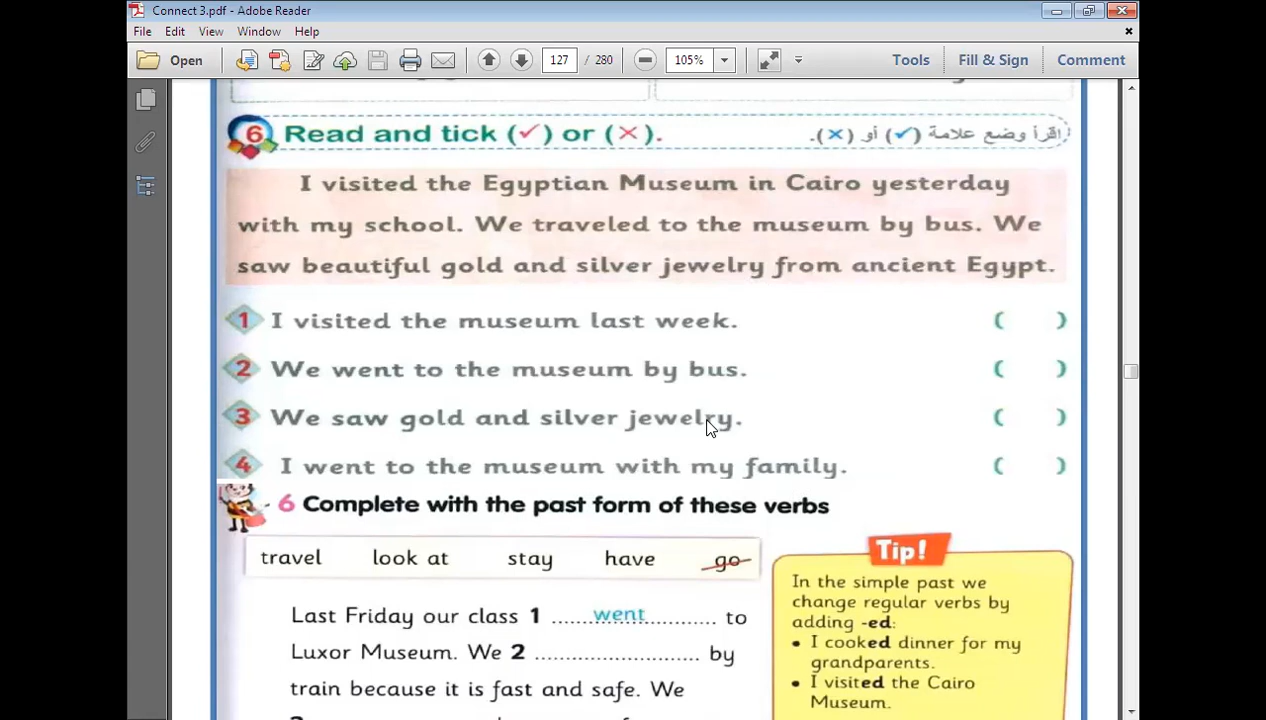 Connect 3.pdf - Adobe Reader
File Edit View Window Help
Open 127 / 280 105% Tools Fill & Sign Comment
6 Read and tick (✓) or (✕). اقرأ وضع علامة (✓) أو (✕).
I visited the Egyptian Museum in Cairo yesterday
with my school. We traveled to the museum by bus. We
saw beautiful gold and silver jewelry from ancient Egypt.
1 I visited the museum last week. ( )
2 We went to the museum by bus. ( )
3 We saw gold and silver jewelry. ( )
4 I went to the museum with my family. ( )
6 Complete with the past form of these verbs
travel look at stay have go
Last Friday our class 1 ......went............ to
Luxor Museum. We 2 ............................ by
train because it is fast and safe. We
Tip!
In the simple past we
change regular verbs by
adding -ed:
• I cooked dinner for my
grandparents.
• I visited the Cairo
Museum.